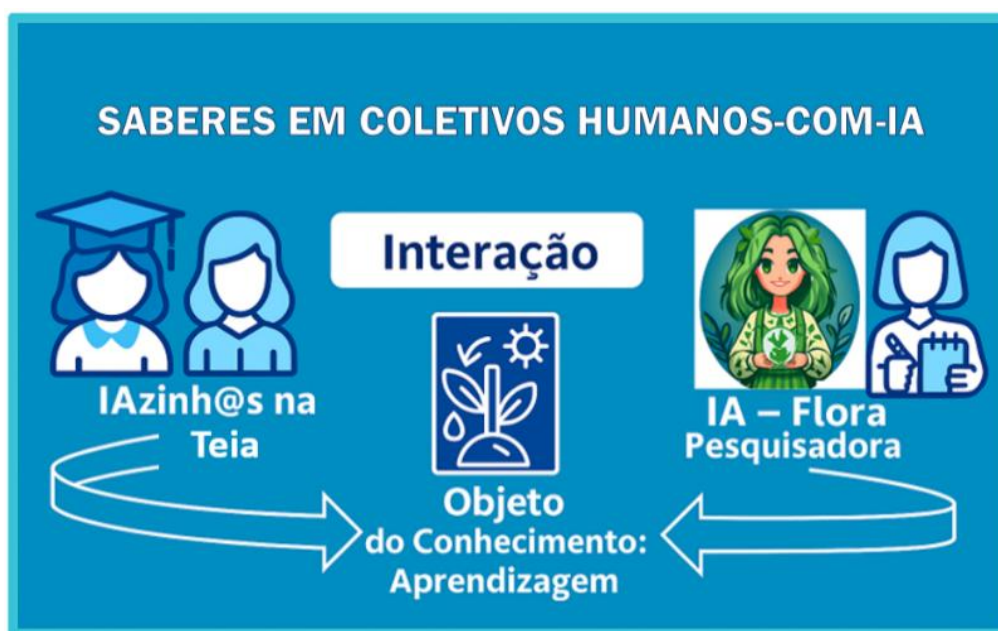 SABERES EM COLETIVOS HUMANOS-COM-IA
Interação
IAzinh@s na
Teia
IA – Flora
Pesquisadora
Objeto
do Conhecimento:
Aprendizagem